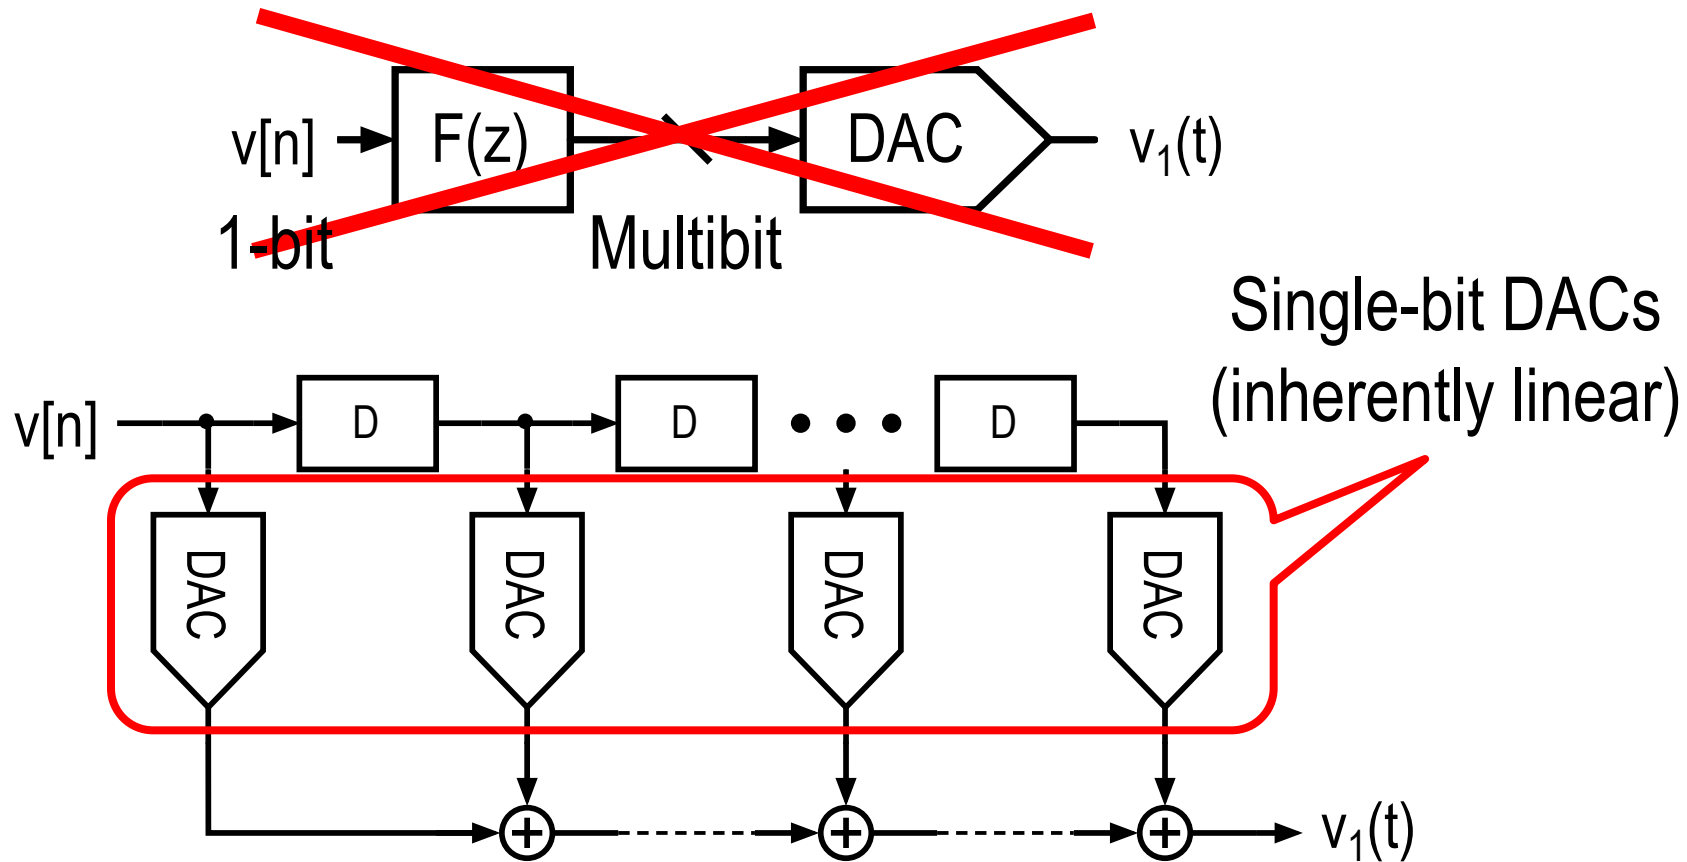 v[n]
F(z)
DAC
v₁(t)
1-bit
Multibit
Single-bit DACs
(inherently linear)
v[n]
D
D
D
DAC
DAC
DAC
DAC
v₁(t)